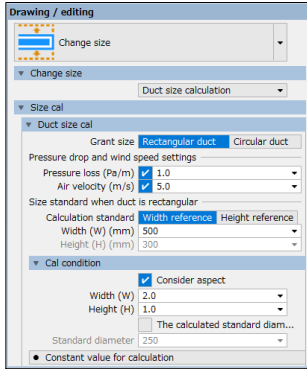 Drawing / editing
Change size
Change size
Duct size calculation
Size cal
Duct size cal
Grant size Rectangular duct Circular duct
Pressure drop and wind speed settings
Pressure loss (Pa/m) 1.0
Air velocity (m/s) 5.0
Size standard when duct is rectangular
Calculation standard Width reference Height reference
Width (W) (mm) 500
Height (H) (mm) 300
Cal condition
Consider aspect
Width (W) 2.0
Height (H) 1.0
The calculated standard diam...
Standard diameter 250
Constant value for calculation